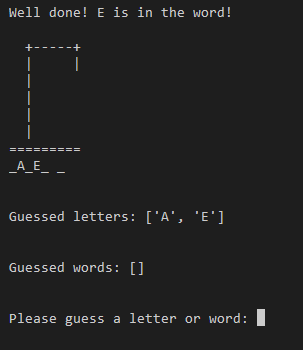 Well done! E is in the word!
  +-----+
  |     |
  |
  |
  |
  |
=========
_A_E_ _
Guessed letters: ['A', 'E']
Guessed words: []
Please guess a letter or word: